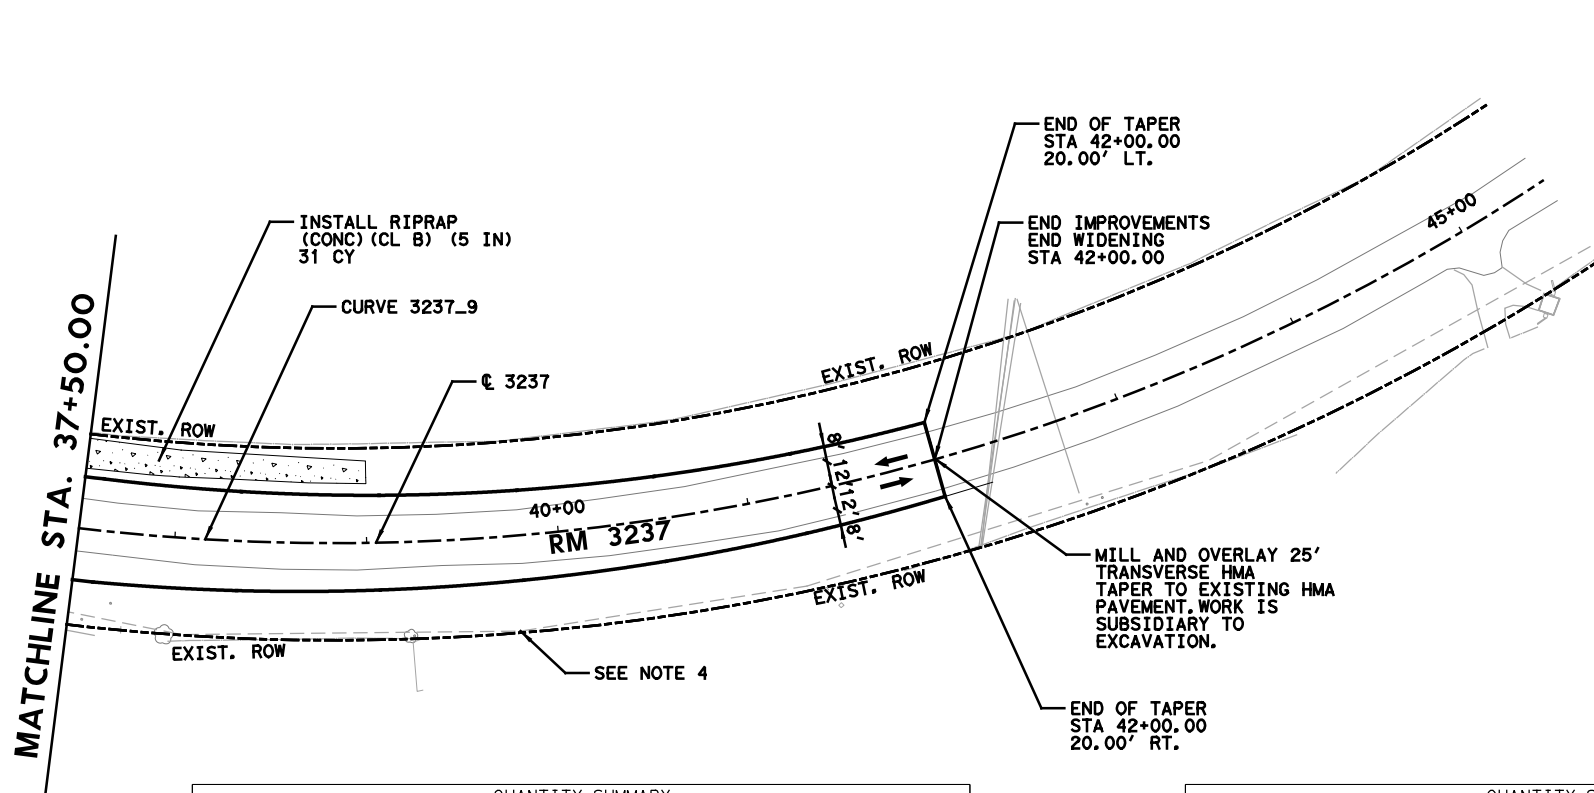 END OF TAPER
STA 42+00.00
20.00' LT.
INSTALL RIPRAP
(CONC)(CL B) (5 IN)
31 CY
END IMPROVEMENTS
END WIDENING
STA 42+00.00
45+00
CURVE 3237_9
℄ 3237
EXIST. ROW
EXIST. ROW
MATCHLINE STA. 37+50.00
8'
12'
12'
8'
40+00
RM 3237
EXIST. ROW
EXIST. ROW
SEE NOTE 4
MILL AND OVERLAY 25'
TRANSVERSE HMA
TAPER TO EXISTING HMA
PAVEMENT.WORK IS
SUBSIDIARY TO
EXCAVATION.
END OF TAPER
STA 42+00.00
20.00' RT.
QUANTITY SUMMARY
QUANTITY